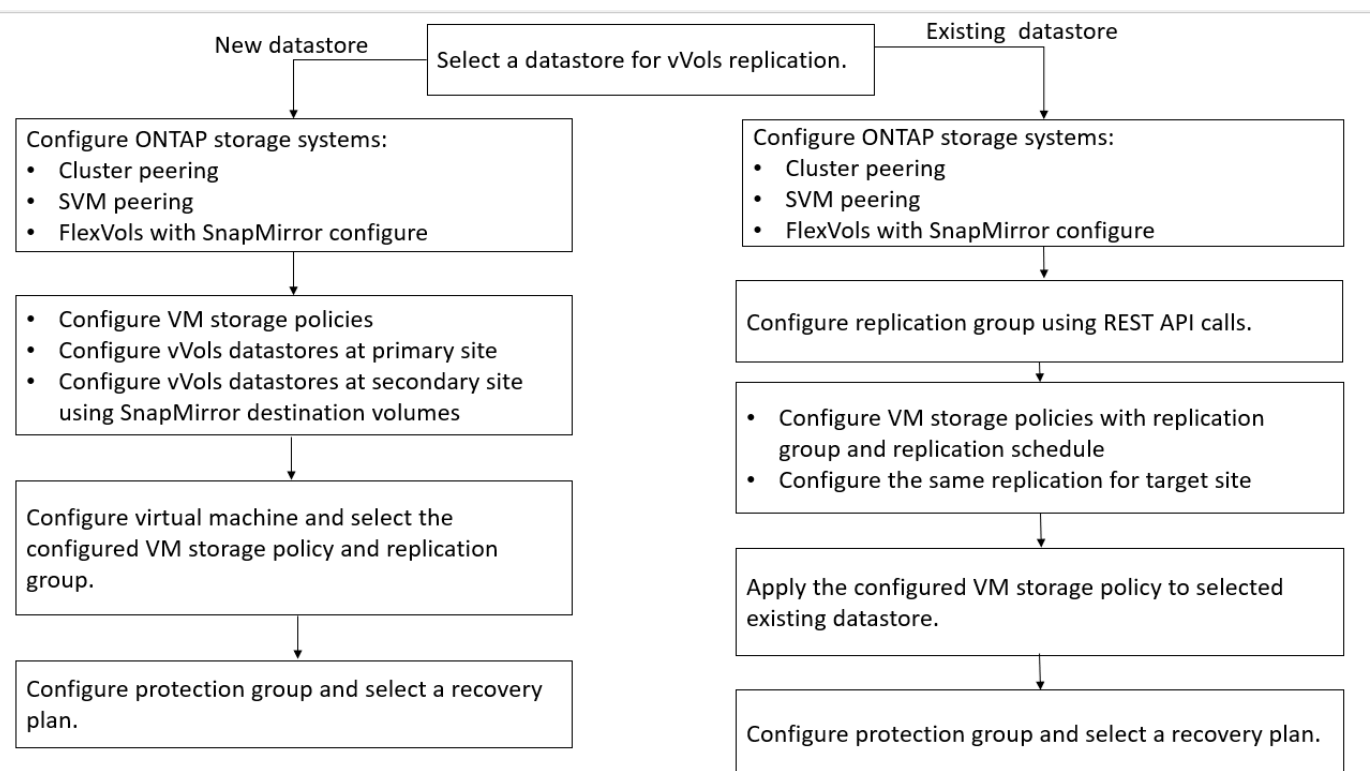 New datastore
Select a datastore for vVols replication.
Existing datastore
Configure ONTAP storage systems:
• Cluster peering
• SVM peering
• FlexVols with SnapMirror configure
• Configure VM storage policies
• Configure vVols datastores at primary site
• Configure vVols datastores at secondary site
using SnapMirror destination volumes
Configure virtual machine and select the
configured VM storage policy and replication
group.
Configure protection group and select a recovery
plan.
Configure ONTAP storage systems:
• Cluster peering
• SVM peering
• FlexVols with SnapMirror configure
Configure replication group using REST API calls.
• Configure VM storage policies with replication
group and replication schedule
• Configure the same replication for target site
Apply the configured VM storage policy to selected
existing datastore.
Configure protection group and select a recovery plan.